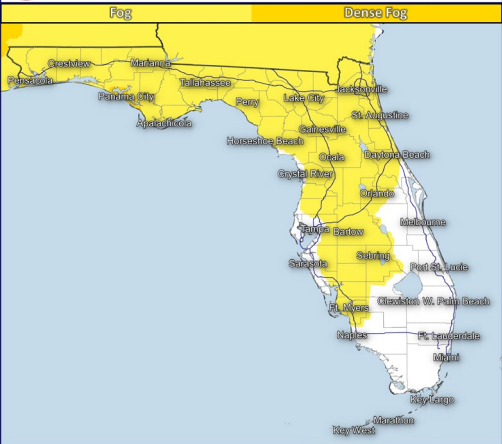 Fog
Dense Fog
Crestview
Marianna
Pensacola
Tallahassee
Jacksonville
Panama City
Perry
Lake City
Apalachicola
St. Augustine
Gainesville
Horseshoe Beach
Ocala
Daytona Beach
Crystal River
Orlando
Melbourne
Tampa
Bartow
Sarasota
Sebring
Port St. Lucie
Ft. Myers
Clewiston
W. Palm Beach
Naples
Ft. Lauderdale
Miami
Key Largo
Marathon
Key West